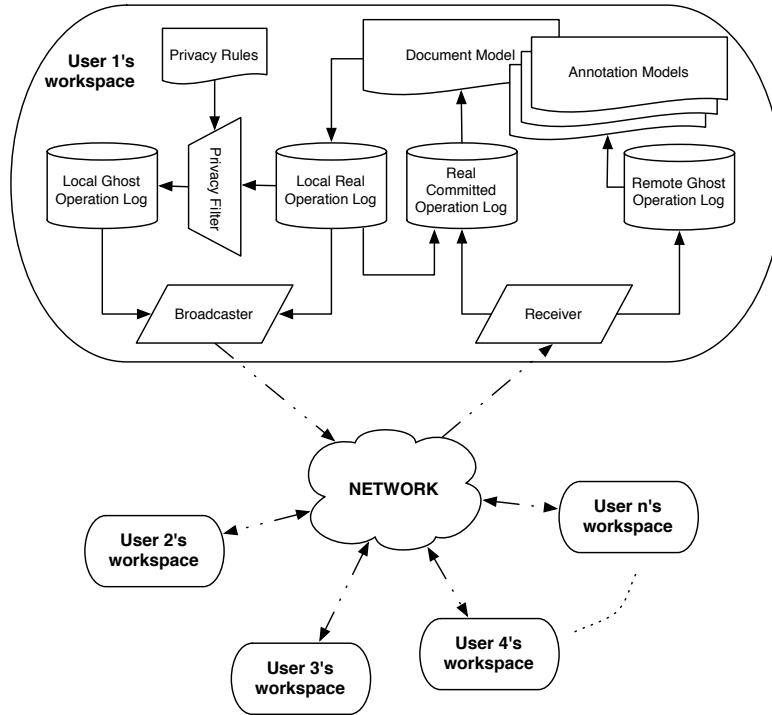 User 1's
workspace
Privacy Rules
Document Model
Annotation Models
Local Ghost
Operation Log
Privacy Filter
Local Real
Operation Log
Real
Committed
Operation Log
Remote Ghost
Operation Log
Broadcaster
Receiver
NETWORK
User 2's
workspace
User n's
workspace
User 3's
workspace
User 4's
workspace